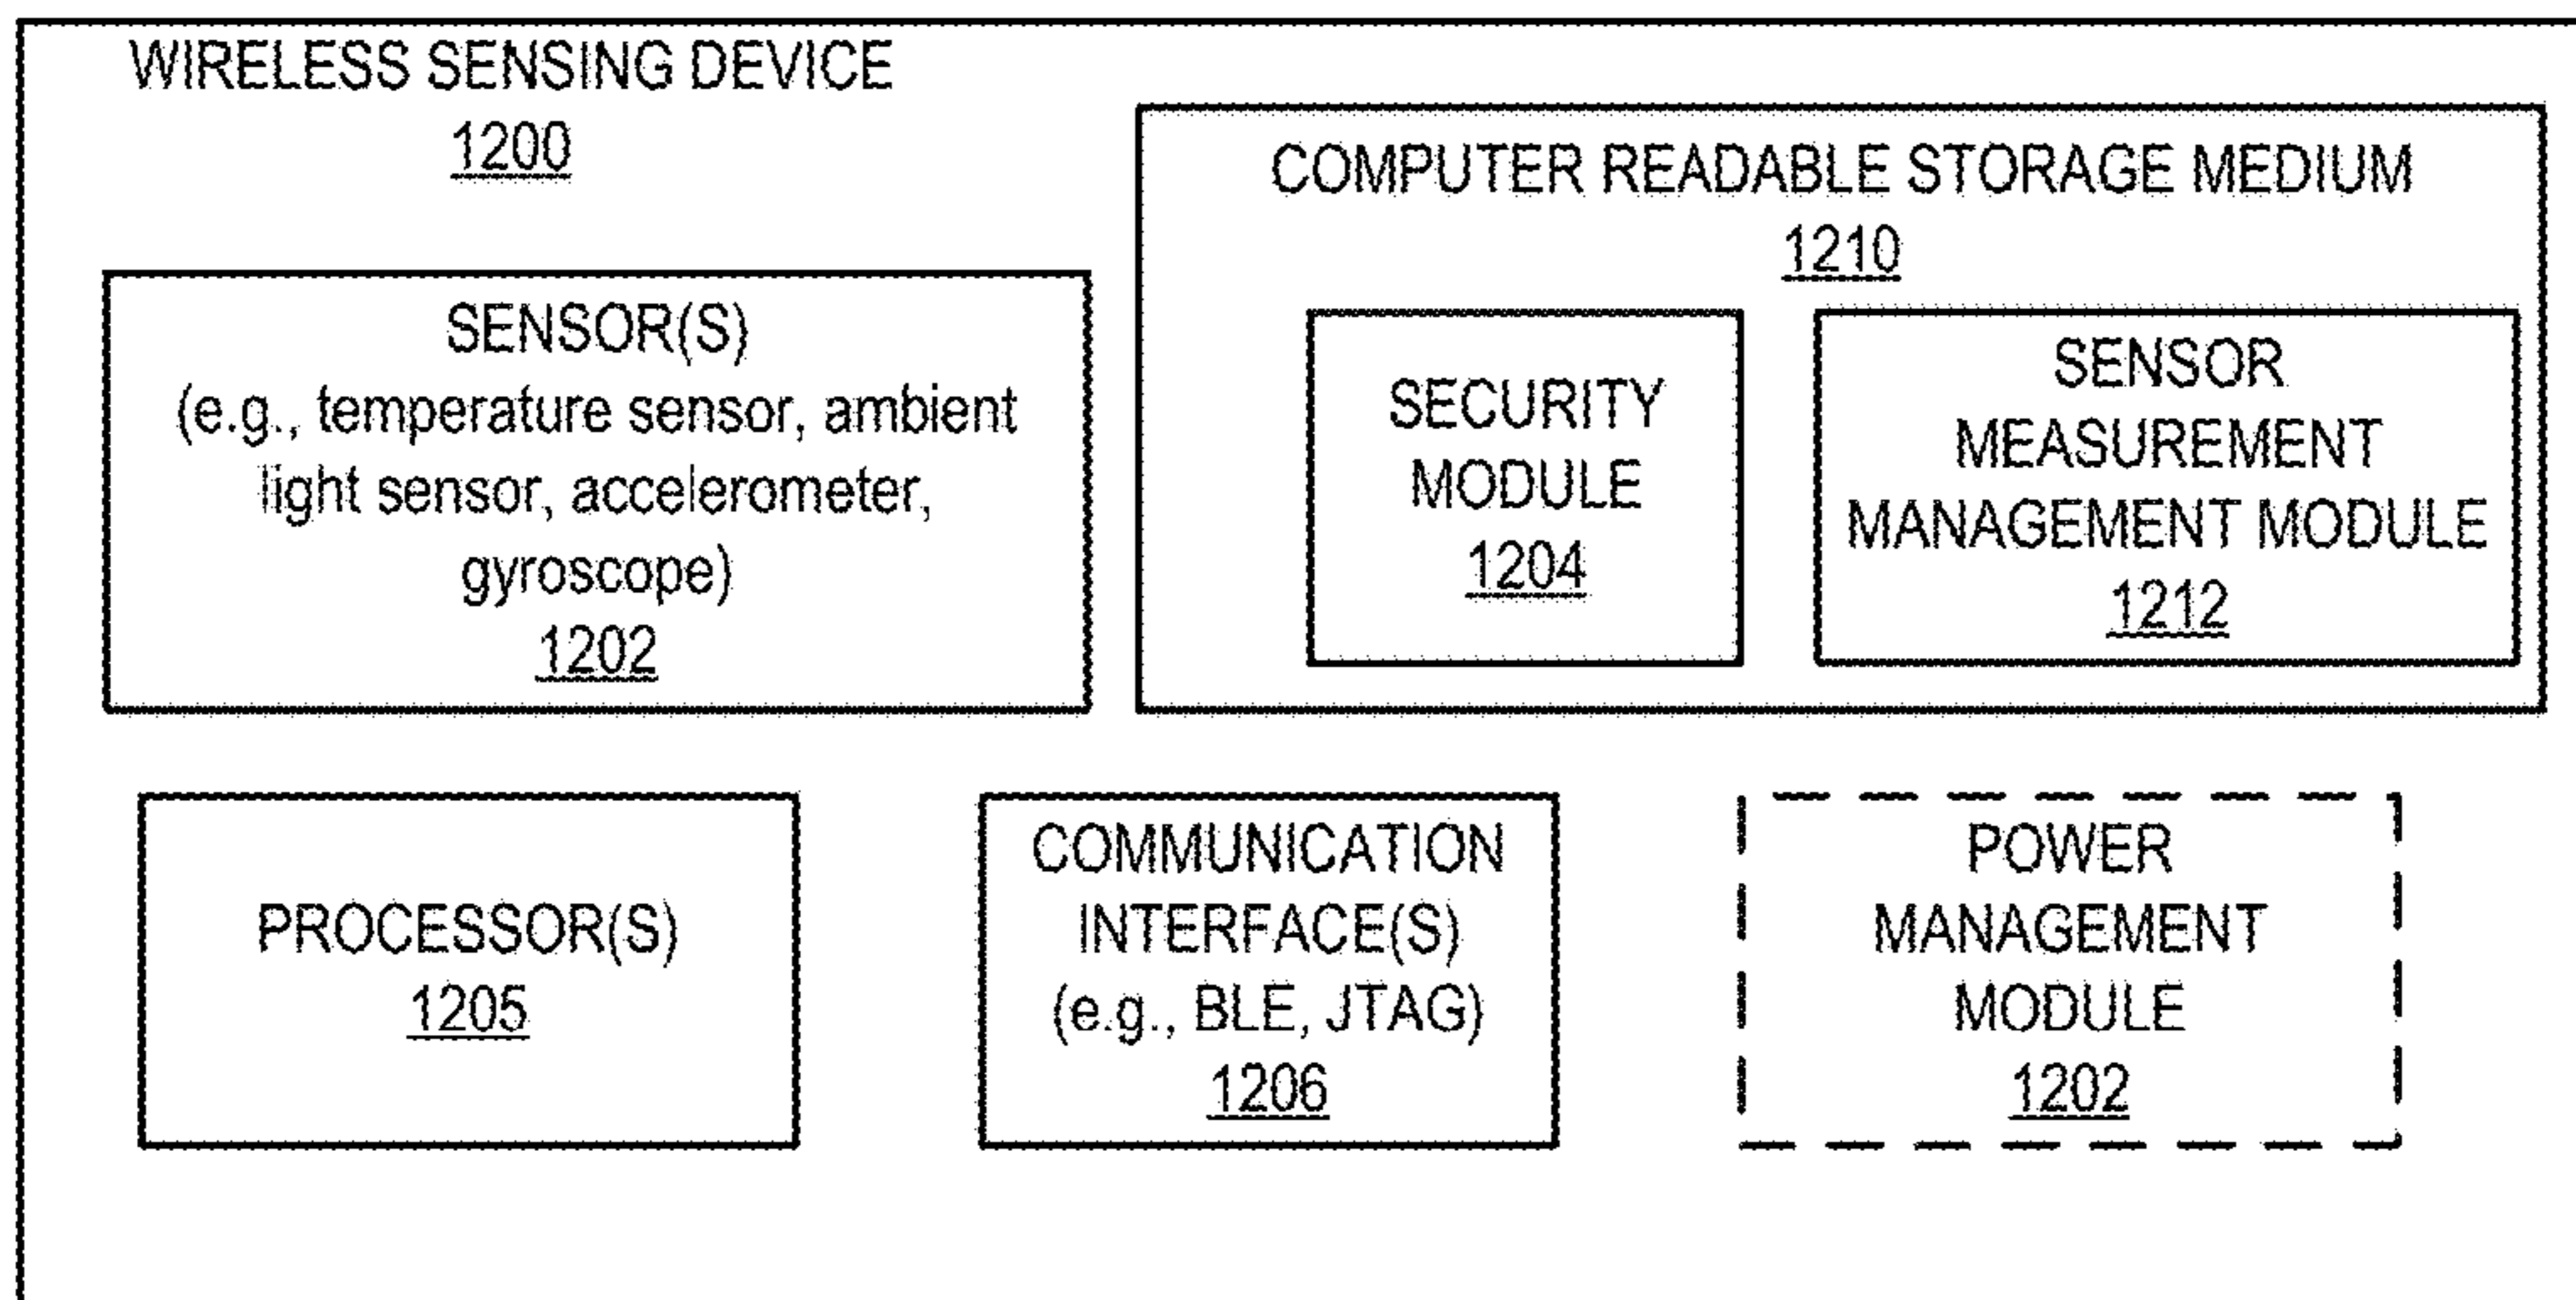 WIRELESS SENSING DEVICE
1200
COMPUTER READABLE STORAGE MEDIUM
1210
SENSOR(S)
(e.g., temperature sensor, ambient
light sensor, accelerometer,
gyroscope)
1202
SECURITY
MODULE
1204
SENSOR
MEASUREMENT
MANAGEMENT MODULE
1212
PROCESSOR(S)
1205
COMMUNICATION
INTERFACE(S)
(e.g., BLE, JTAG)
1206
POWER
MANAGEMENT
MODULE
1202